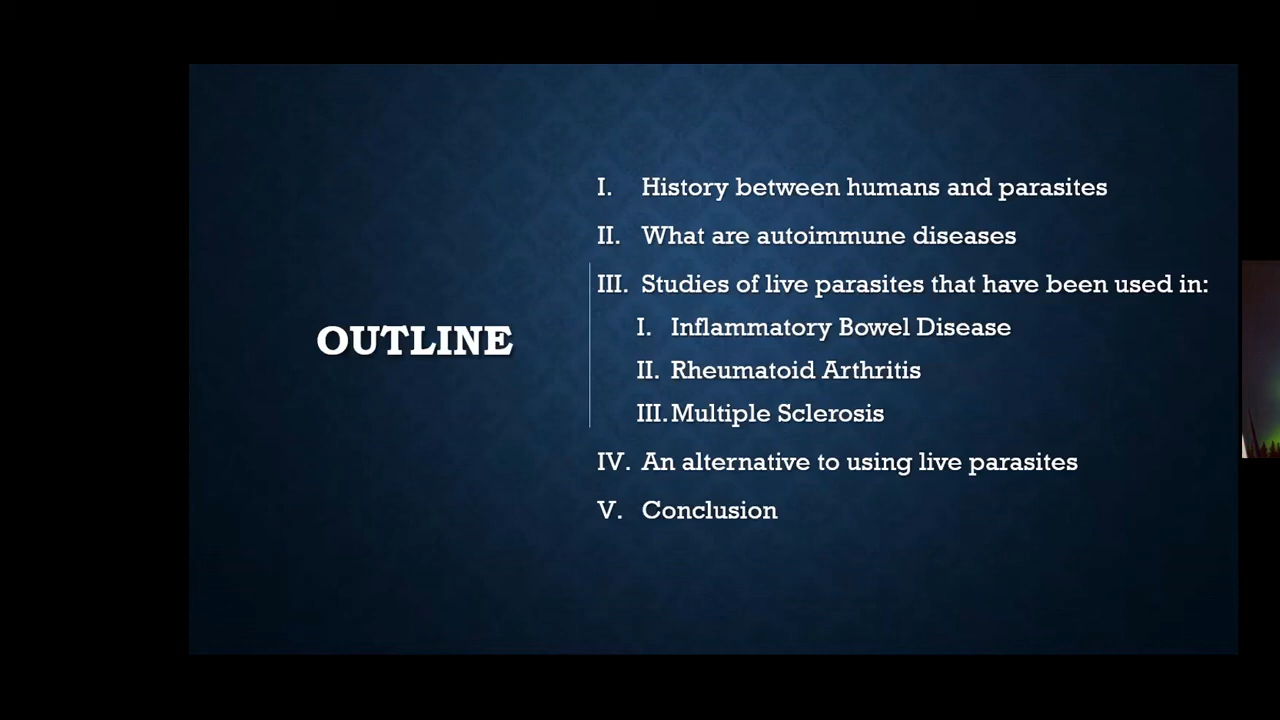 OUTLINE
I. History between humans and parasites
II. What are autoimmune diseases
III. Studies of live parasites that have been used in:
I. Inflammatory Bowel Disease
II. Rheumatoid Arthritis
III. Multiple Sclerosis
IV. An alternative to using live parasites
V. Conclusion